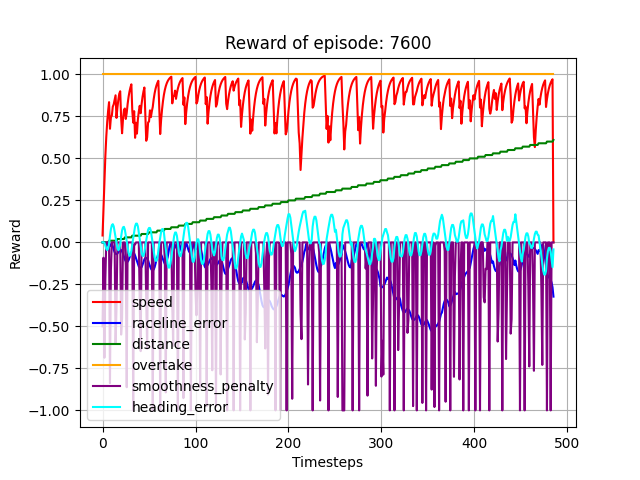 Reward of episode: 7600
Reward
1.00
0.75
0.50
0.25
0.00
−0.25
−0.50
−0.75
−1.00
speed
raceline_error
distance
overtake
smoothness_penalty
heading_error
0 100 200 300 400 500
Timesteps